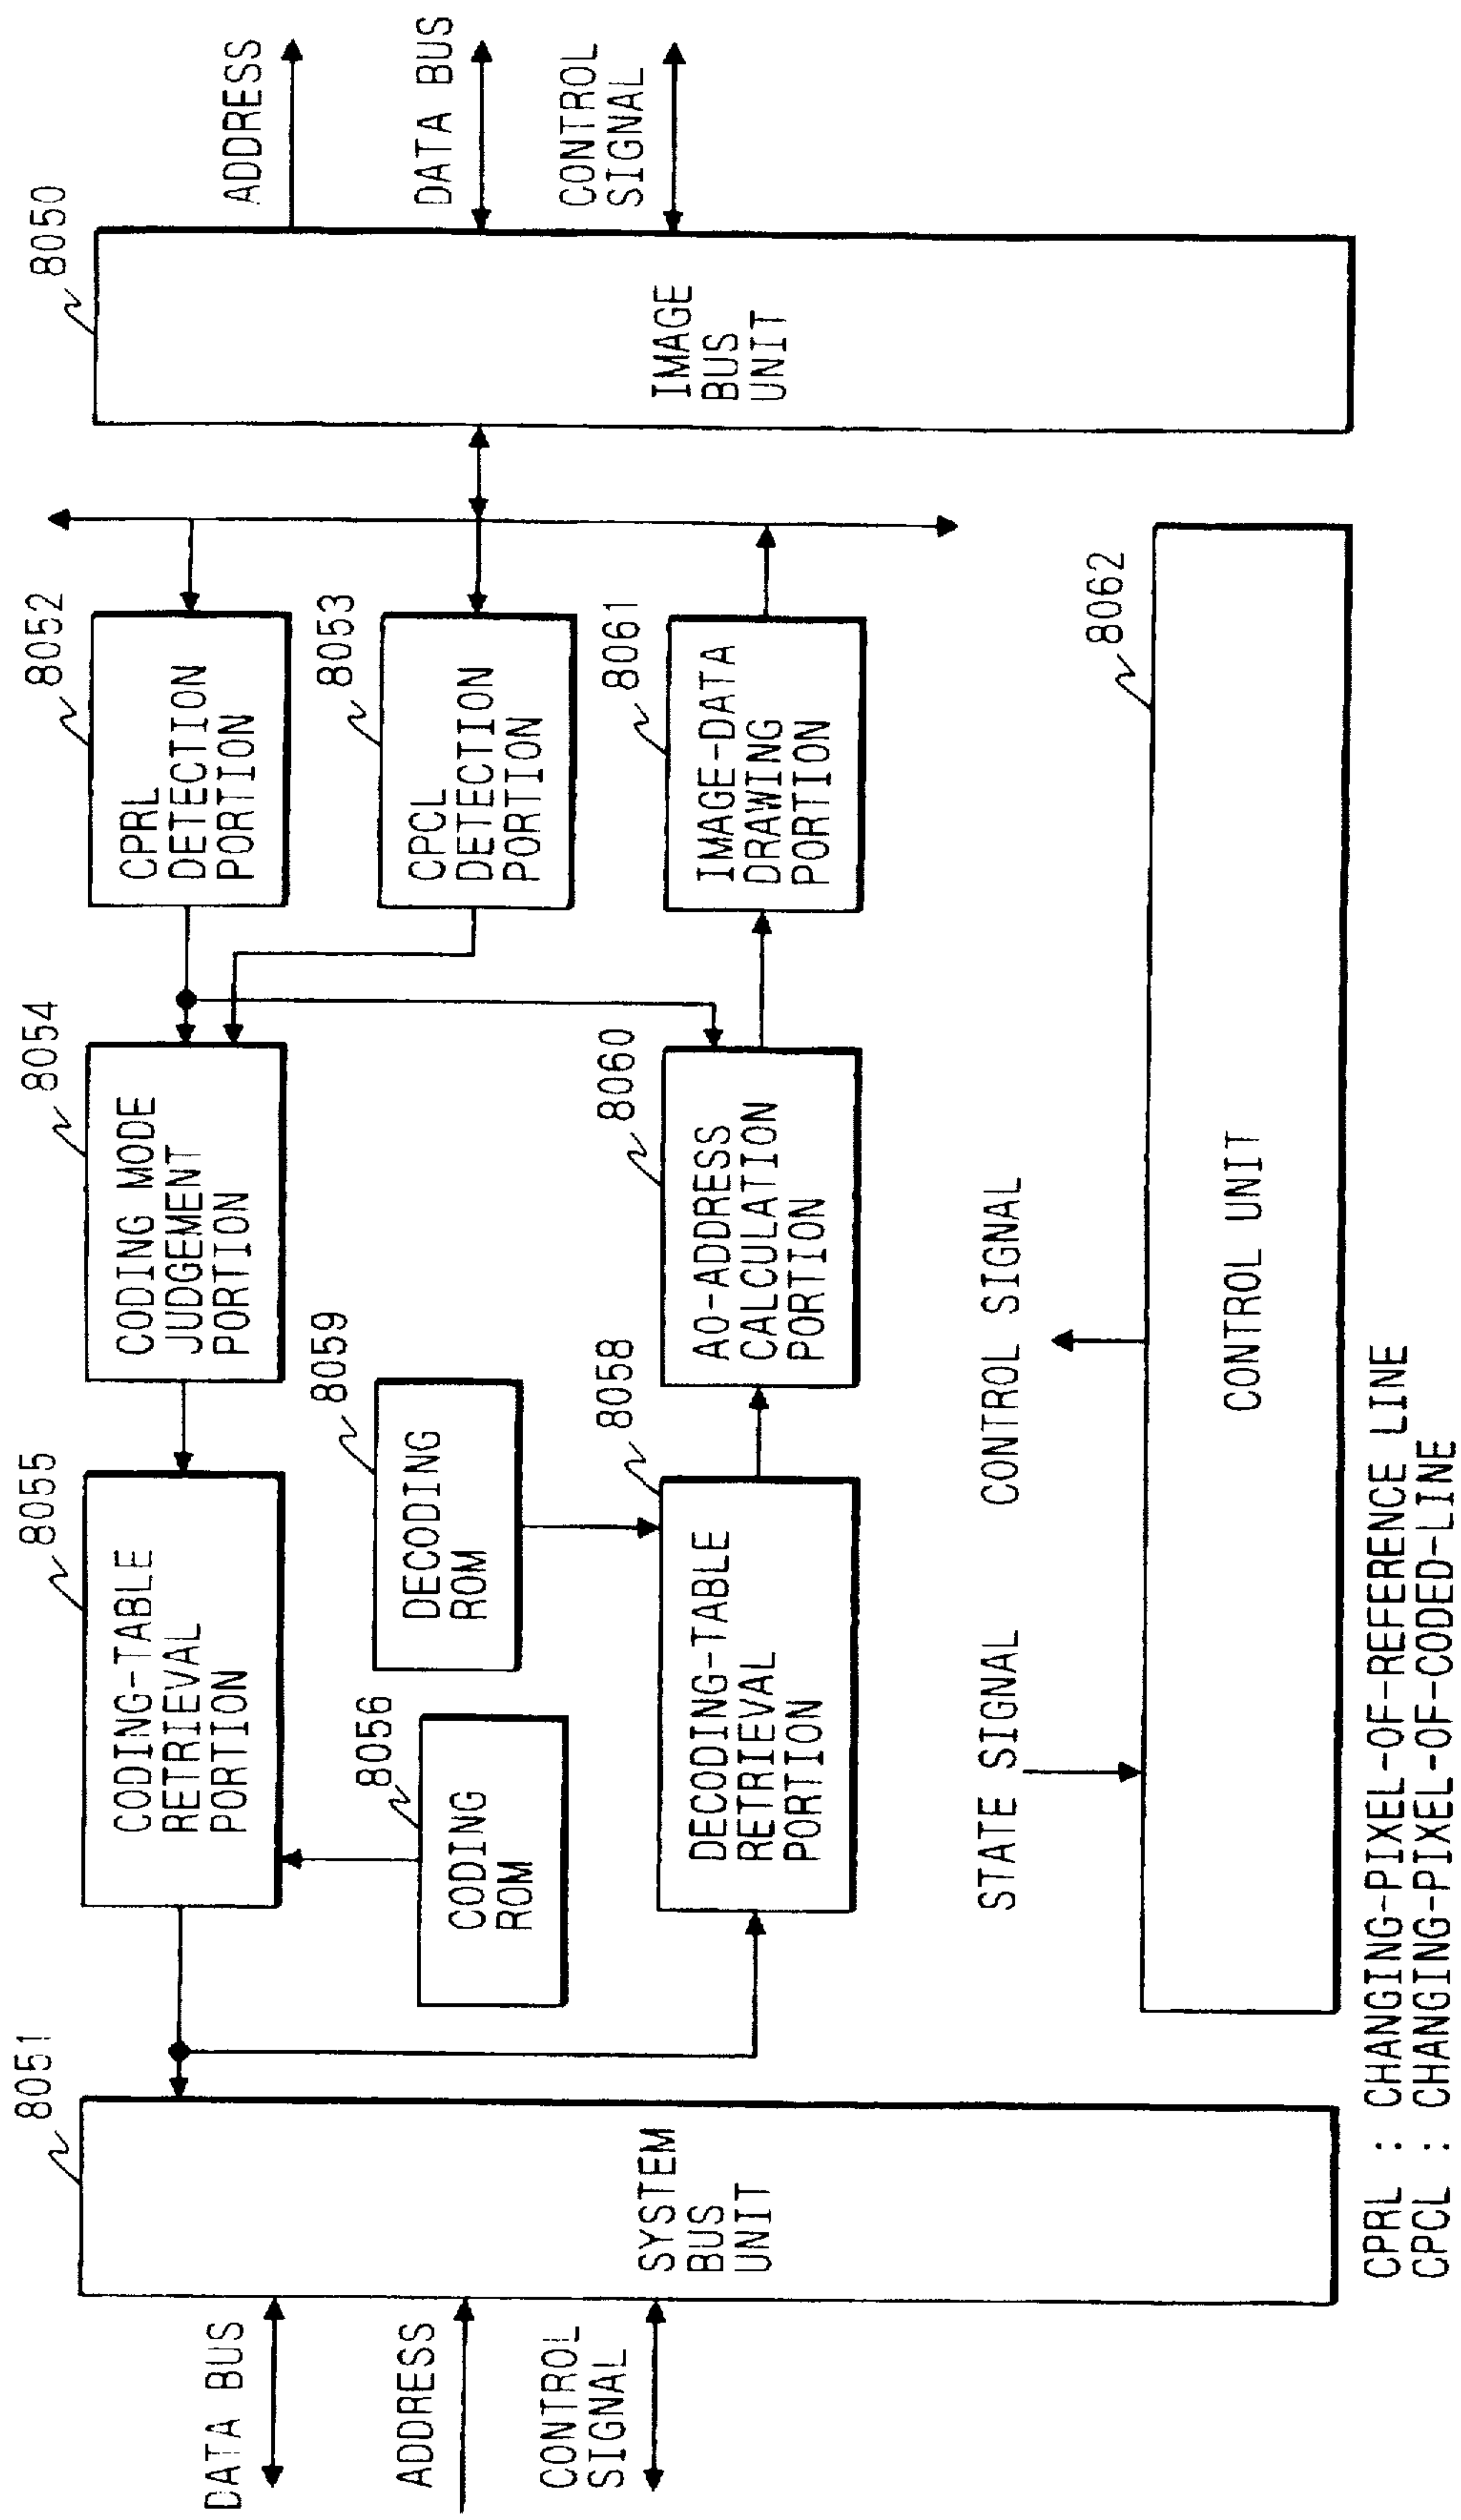 8051
8055
8054
8052
8050
DATA BUS
ADDRESS
CONTROL
SIGNAL
SYSTEM
BUS
UNIT
CODING-TABLE
RETRIEVAL
PORTION
CODING MODE
JUDGEMENT
PORTION
CPRL
DETECTION
PORTION
8056
CODING
ROM
8059
DECODING
ROM
8053
CPCL
DETECTION
PORTION
8058
DECODING-TABLE
RETRIEVAL
PORTION
8060
A0-ADDRESS
CALCULATION
PORTION
8061
IMAGE-DATA
DRAWING
PORTION
IMAGE
BUS
UNIT
ADDRESS
DATA BUS
CONTROL
SIGNAL
STATE SIGNAL
CONTROL SIGNAL
8062
CONTROL UNIT
CPRL : CHANGING-PIXEL-OF-REFERENCE LINE
CPCL : CHANGING-PIXEL-OF-CODED-LINE